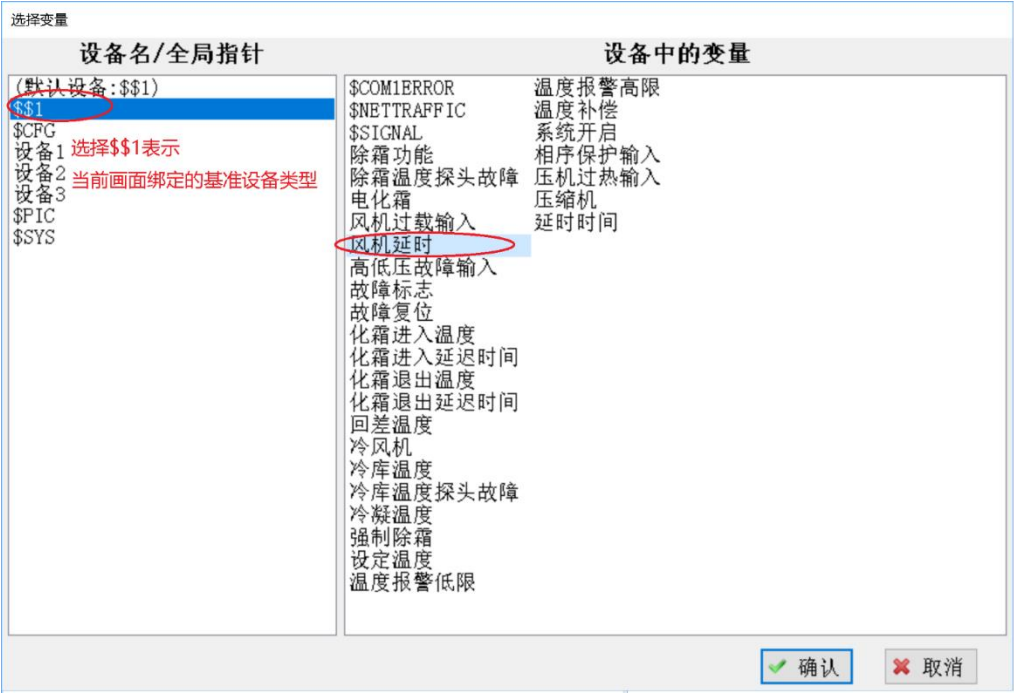 选择变量
设备名/全局指针
设备中的变量
(默认设备:$$1)
$$1
$CFG
设备1
设备2
设备3
$PIC
$SYS
选择$$1表示
当前画面绑定的基准设备类型
$COM1ERROR
$NETTRAFFIC
$SIGNAL
除霜功能
除霜温度探头故障
电化霜
风机过载输入
风机延时
高低压故障输入
故障标志
故障复位
化霜进入温度
化霜进入延迟时间
化霜退出温度
化霜退出延迟时间
回差温度
冷风机
冷库温度
冷库温度探头故障
冷凝温度
强制除霜
设定温度
温度报警低限
温度报警高限
温度补偿
系统开启
相序保护输入
压机过热输入
压缩机
延时时间
确认
取消